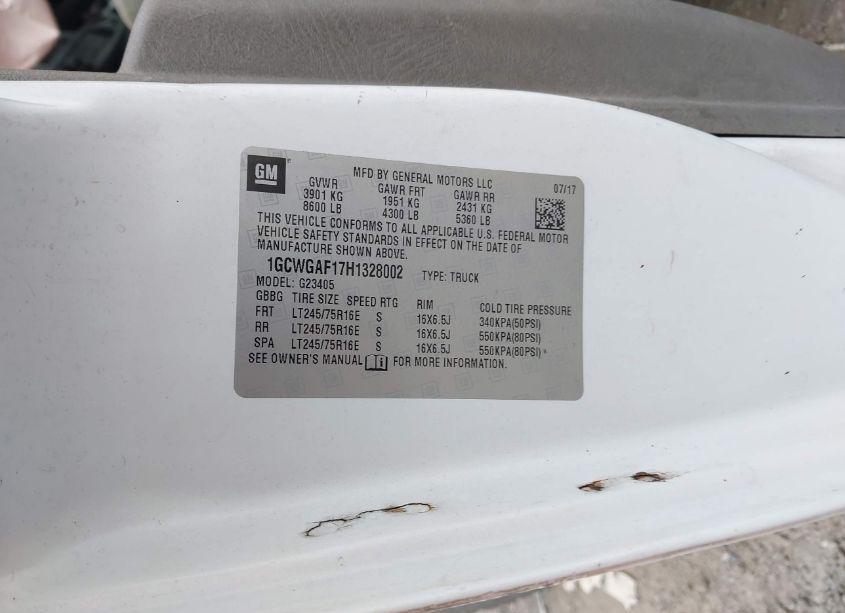 GM
MFD BY GENERAL MOTORS LLC 07/17
GVWR GAWR FRT GAWR RR
3901 KG 1951 KG 2431 KG
8600 LB 4300 LB 5360 LB
THIS VEHICLE CONFORMS TO ALL APPLICABLE U.S. FEDERAL MOTOR
VEHICLE SAFETY STANDARDS IN EFFECT ON THE DATE OF
MANUFACTURE SHOWN ABOVE.
1GCWGAF17H1328002 TYPE: TRUCK
MODEL: G23405
GBBG TIRE SIZE SPEED RTG RIM COLD TIRE PRESSURE
FRT LT245/75R16E S 16X6.5J 340KPA(50PSI)
RR LT245/75R16E S 16X6.5J 550KPA(80PSI)
SPA LT245/75R16E S 16X6.5J 550KPA(80PSI)
SEE OWNER'S MANUAL FOR MORE INFORMATION.